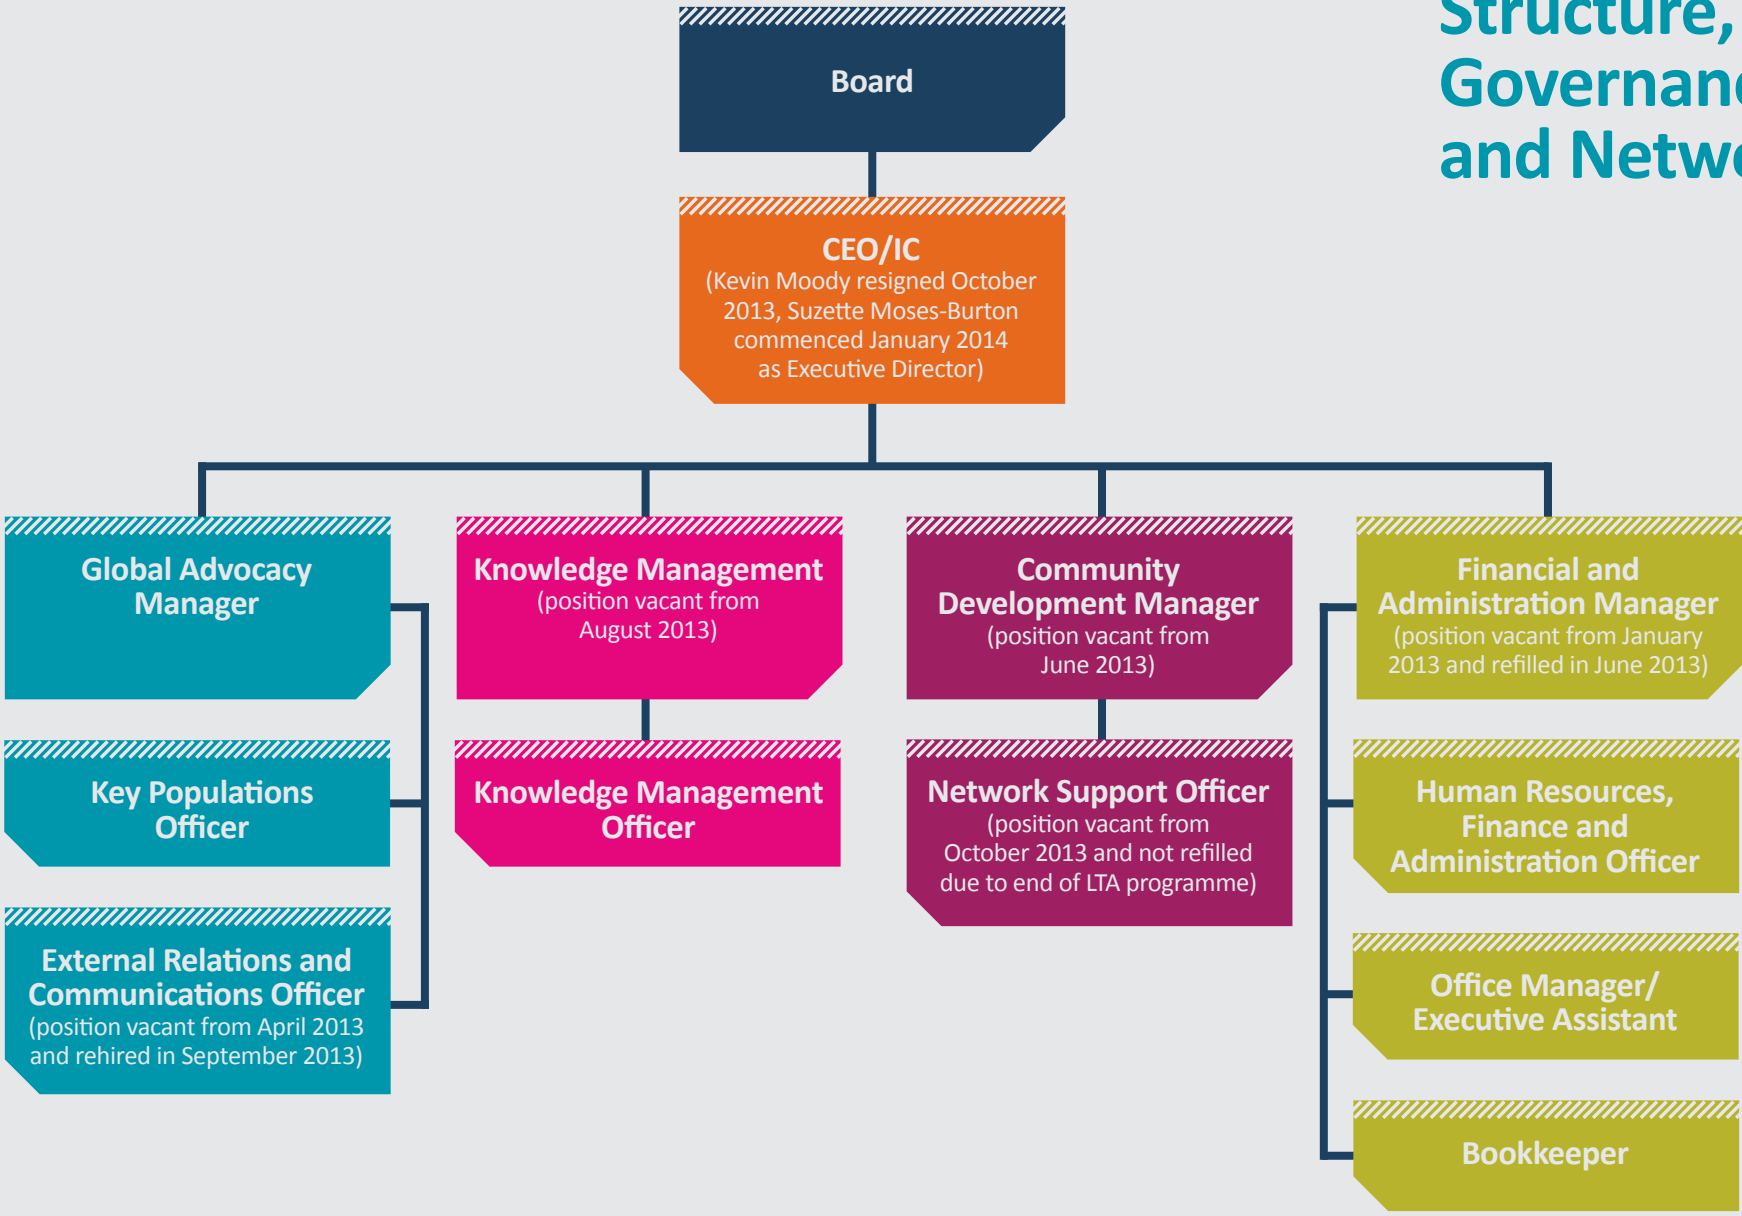 Structure,
and
Board
CEO/IC
(Kevin Moody resigned October
2013, Suzette Moses-Burton
commenced January 2014
as Executive Director)
Global Advocacy
Manager
Knowledge Management
(position vacant from
August 2013)
Community
Development Manager
(position vacant from
June 2013)
Financial and
Administration Manager
(position vacant from January
2013 and refilled in June 2013)
Key Populations
Officer
Knowledge Management
Officer
Network Support Officer
(position vacant from
October 2013 and not refilled
due to end of LTA programme)
Human Resources,
Finance and
Administration Officer
External Relations and
Communications Officer
(position vacant from April 2013
and rehired in September 2013)
Office Manager/
Executive Assistant
Bookkeeper